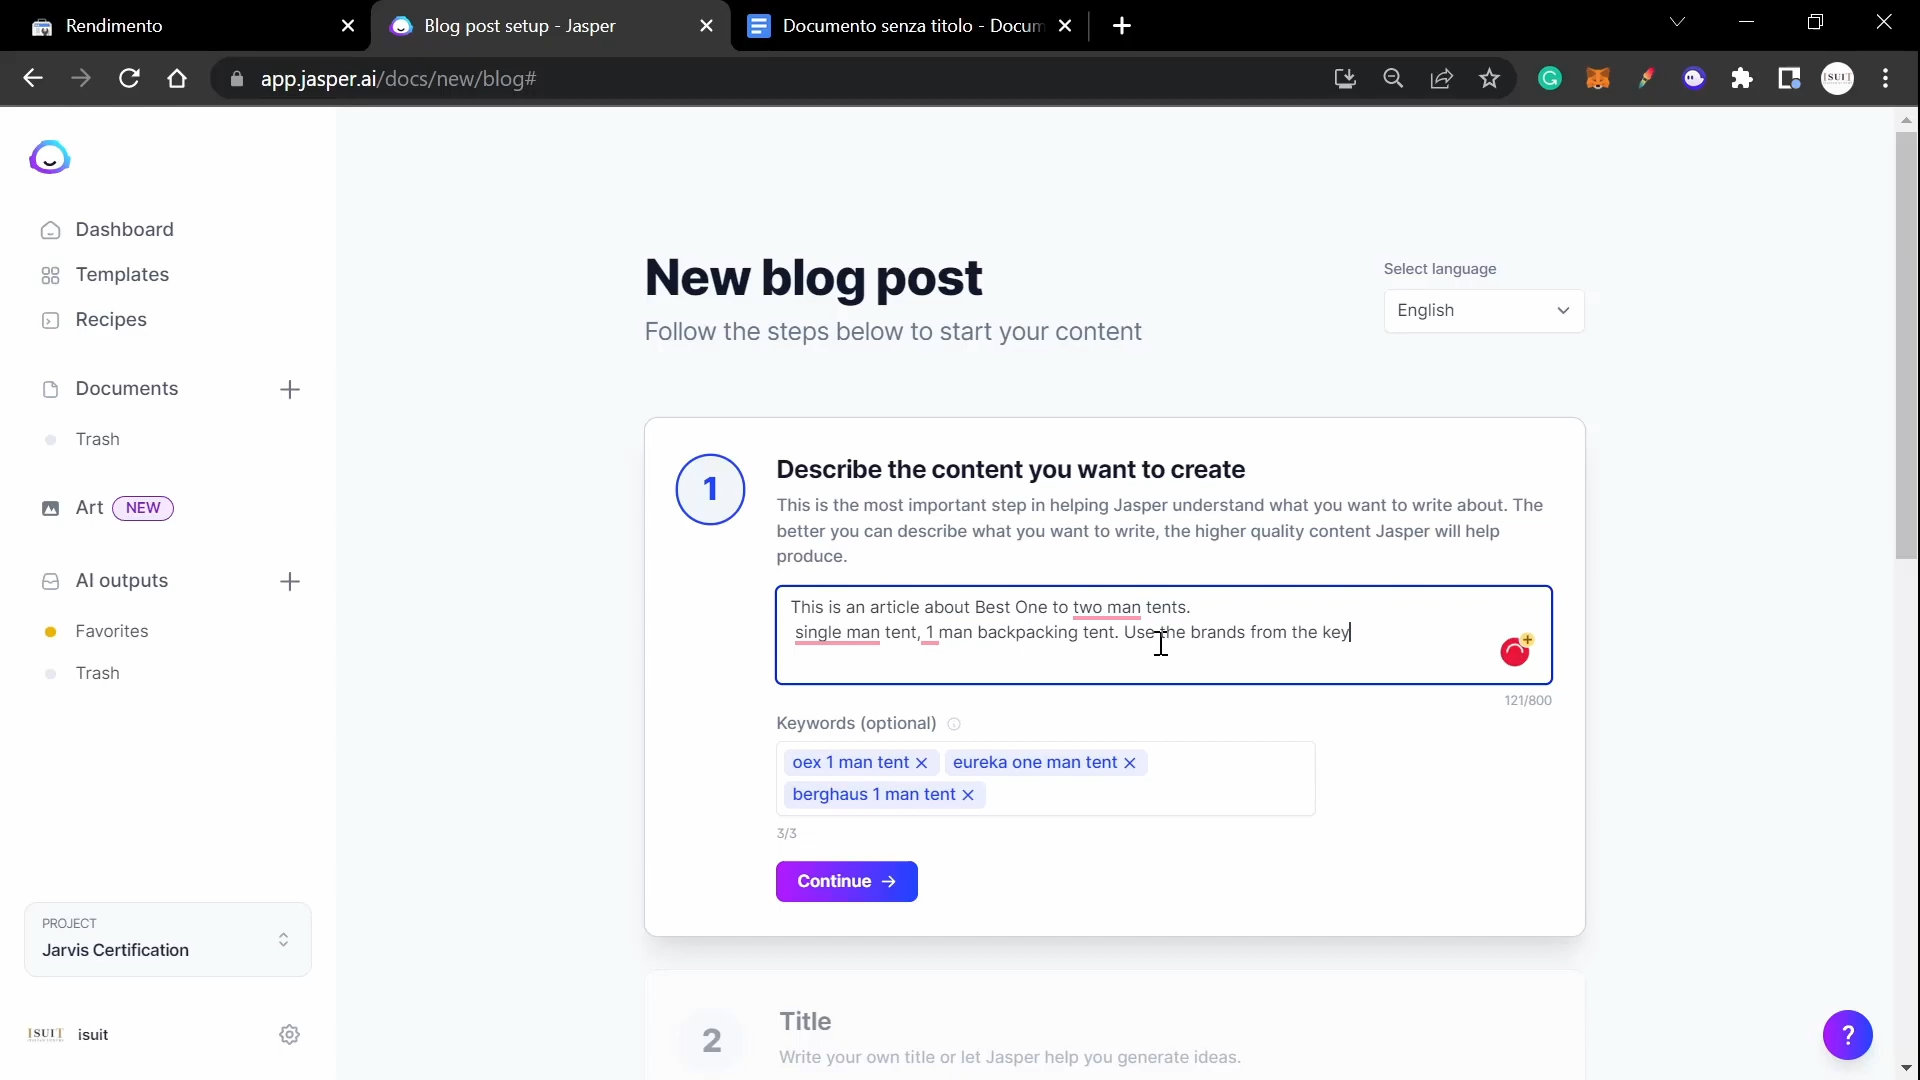 Rendimento
Blog post setup - Jasper
Documento senza titolo - Docum
app.jasper.ai/docs/new/blog#
ISUIT
Dashboard
Templates
Recipes
Documents
Trash
Art NEW
AI outputs
Favorites
Trash
PROJECT
Jarvis Certification
ISUIT isuit
New blog post
Follow the steps below to start your content
Select language
English
1
Describe the content you want to create
This is the most important step in helping Jasper understand what you want to write about. The
better you can describe what you want to write, the higher quality content Jasper will help
produce.
This is an article about Best One to two man tents.
single man tent, 1 man backpacking tent. Use the brands from the key
121/800
Keywords (optional)
oex 1 man tent
eureka one man tent
berghaus 1 man tent
3/3
Continue →
2
Title
Write your own title or let Jasper help you generate ideas.
?